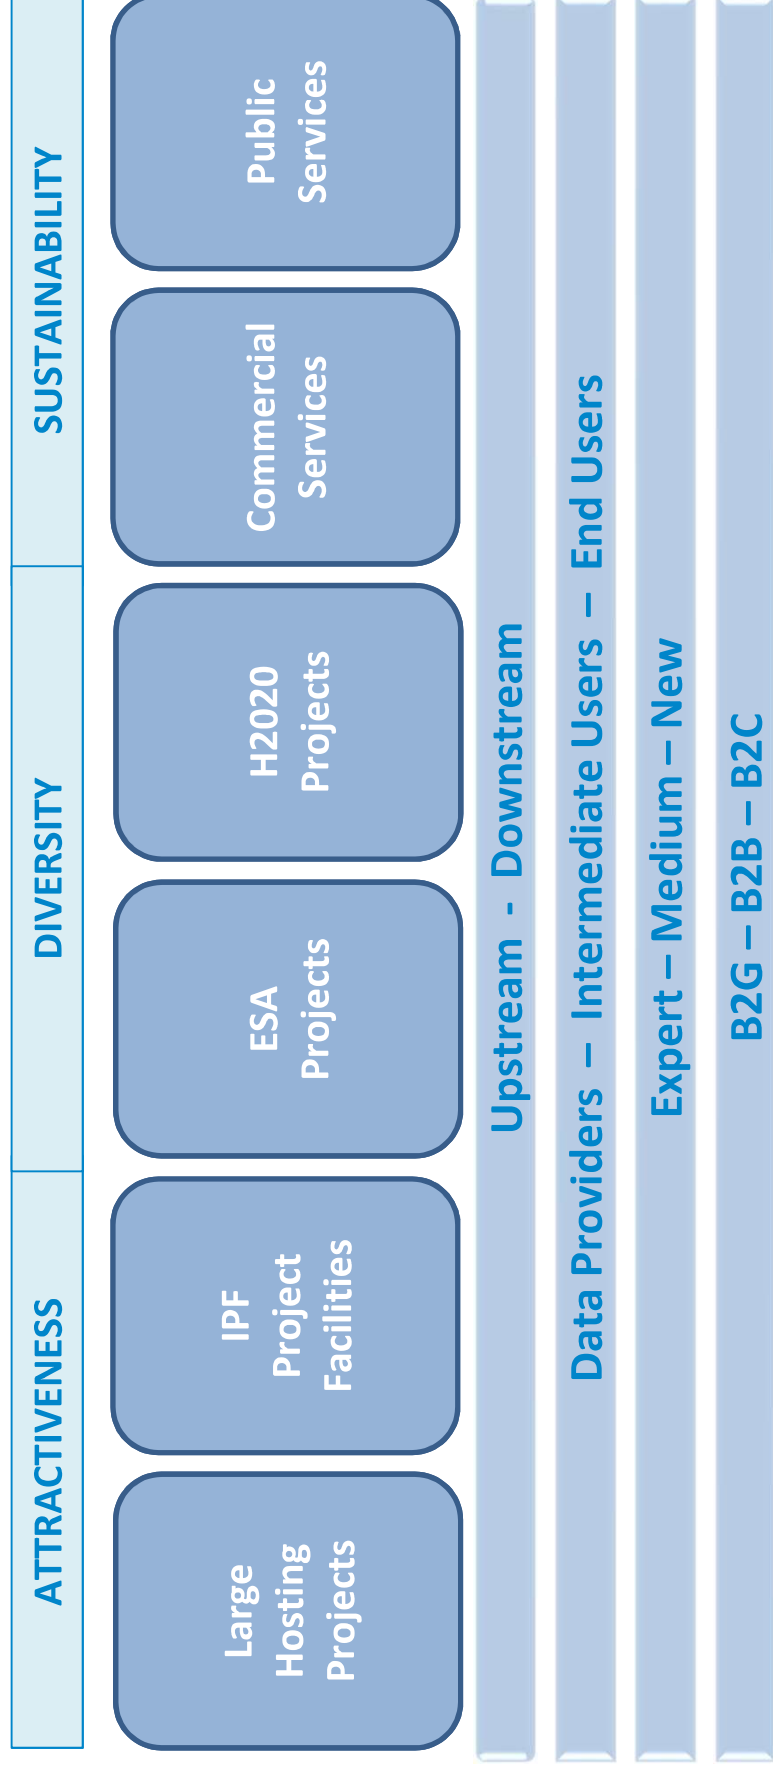 ATTRACTIVENESS
DIVERSITY
SUSTAINABILITY
Large
Hosting
Projects
IPF
Project
Facilities
ESA
Projects
H2020
Projects
Commercial
Services
Public
Services
Upstream - Downstream
Data Providers – Intermediate Users – End Users
Expert – Medium – New
B2G – B2B – B2C